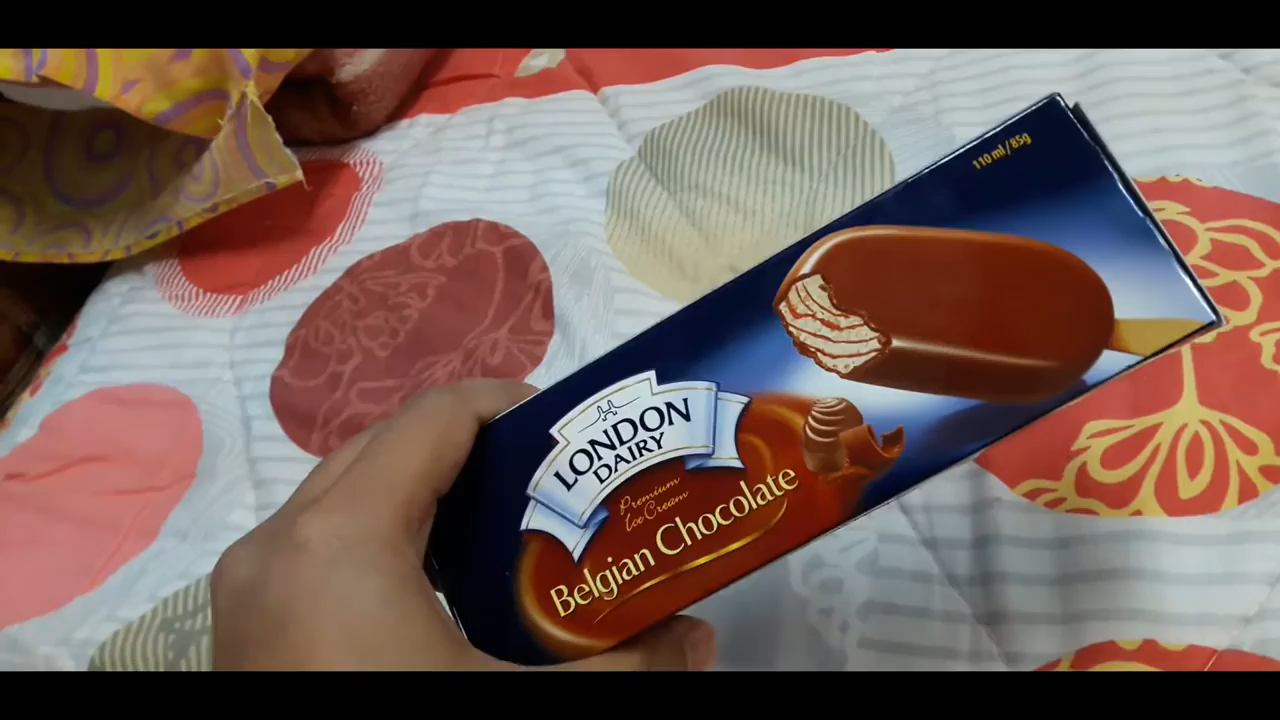 110 ml/85g
LONDON
DAIRY
Premium
Ice Cream
Belgian Chocolate